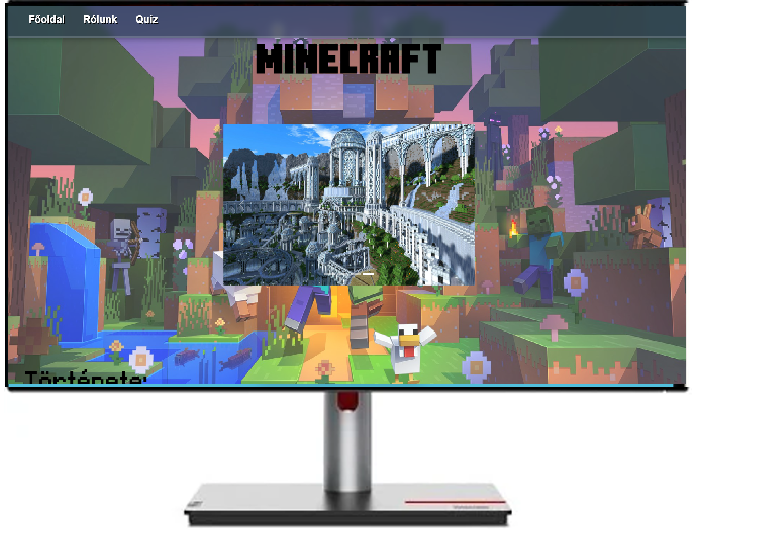 Főoldal Rólunk Quiz
MINECRAFT
Története: